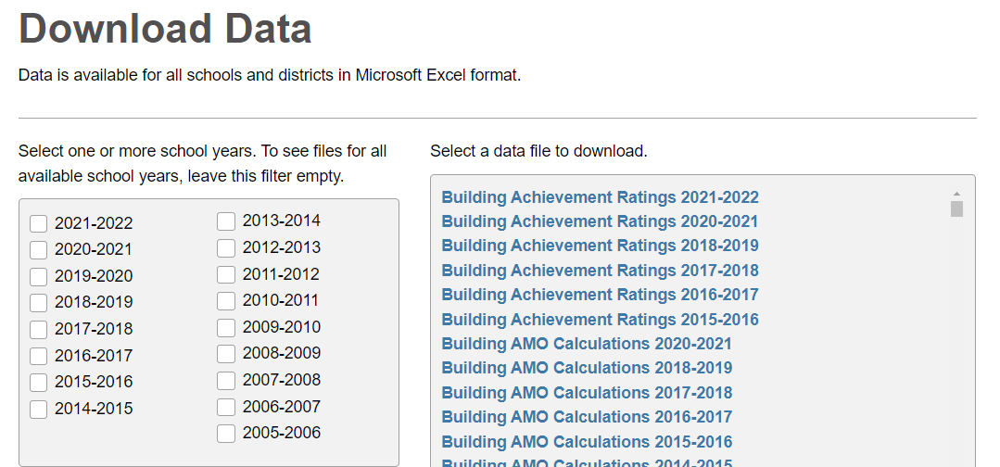 Download Data
Data is available for all schools and districts in Microsoft Excel format.
Select one or more school years. To see files for all
available school years, leave this filter empty.
2021-2022
2020-2021
2019-2020
2018-2019
2017-2018
2016-2017
2015-2016
2014-2015
2013-2014
2012-2013
2011-2012
2010-2011
2009-2010
2008-2009
2007-2008
2006-2007
2005-2006
Select a data file to download.
Building Achievement Ratings 2021-2022
Building Achievement Ratings 2020-2021
Building Achievement Ratings 2018-2019
Building Achievement Ratings 2017-2018
Building Achievement Ratings 2016-2017
Building Achievement Ratings 2015-2016
Building AMO Calculations 2020-2021
Building AMO Calculations 2018-2019
Building AMO Calculations 2017-2018
Building AMO Calculations 2016-2017
Building AMO Calculations 2015-2016
Building AMO Calculations 2014-2015